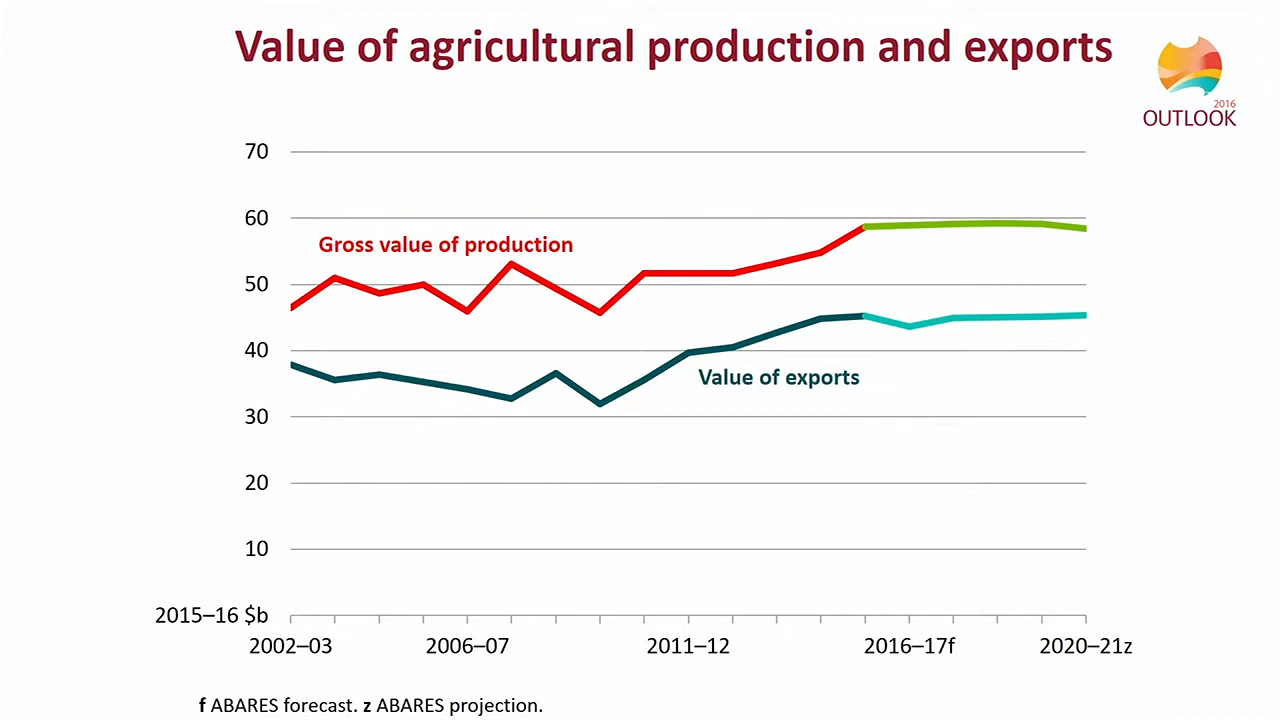 Value of agricultural production and exports
2016
OUTLOOK
70
60
Gross value of production
50
40
Value of exports
30
20
10
2015–16 $b
2002–03 2006–07 2011–12 2016–17f 2020–21z
f ABARES forecast. z ABARES projection.